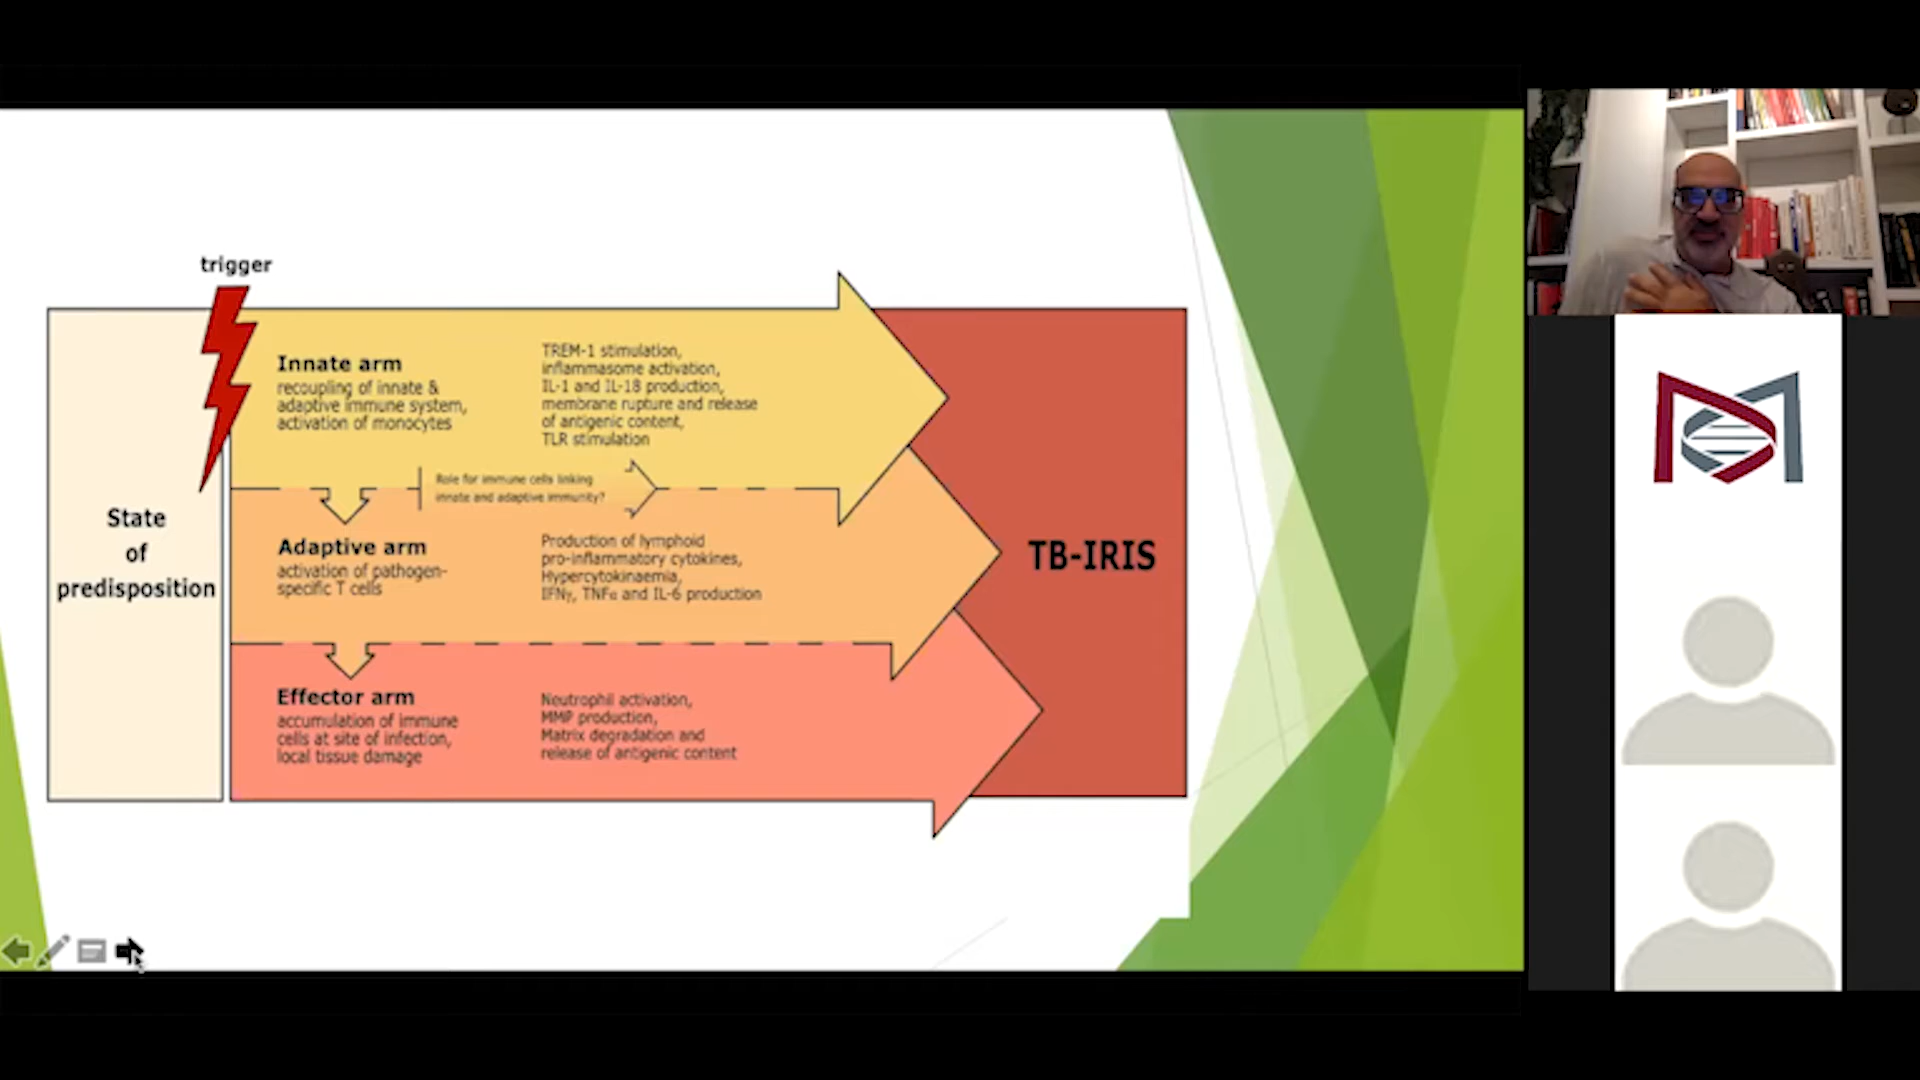 trigger
State
of
predisposition
Innate arm
recoupling of innate &
adaptive immune system,
activation of monocytes
TREM-1 stimulation,
inflammasome activation,
IL-1 and IL-18 production,
membrane rupture and release
of antigenic content,
TLR stimulation
Role for immune cells linking
innate and adaptive immunity?
Adaptive arm
activation of pathogen-
specific T cells
Production of lymphoid
pro-inflammatory cytokines,
Hypercytokinaemia,
IFNγ, TNFα and IL-6 production
Effector arm
accumulation of immune
cells at site of infection,
local tissue damage
Neutrophil activation,
MMP production,
Matrix degradation and
release of antigenic content
TB-IRIS